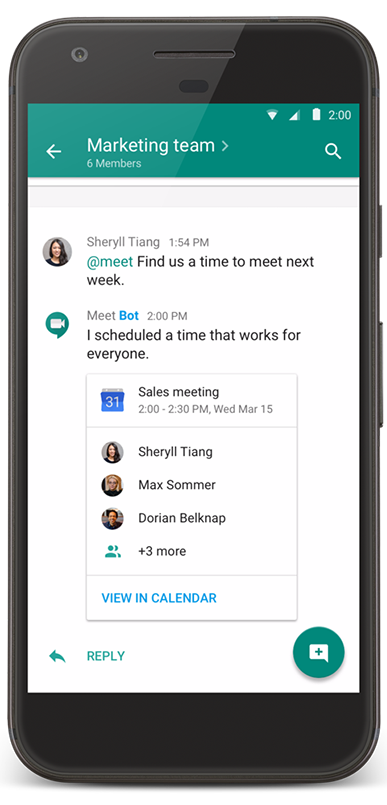 2:00
Marketing team >
6 Members
Sheryll Tiang 1:54 PM
@meet Find us a time to meet next
week.
Meet Bot 2:00 PM
I scheduled a time that works for
everyone.
31
Sales meeting
2:00 - 2:30 PM, Wed Mar 15
Sheryll Tiang
Max Sommer
Dorian Belknap
+3 more
VIEW IN CALENDAR
REPLY